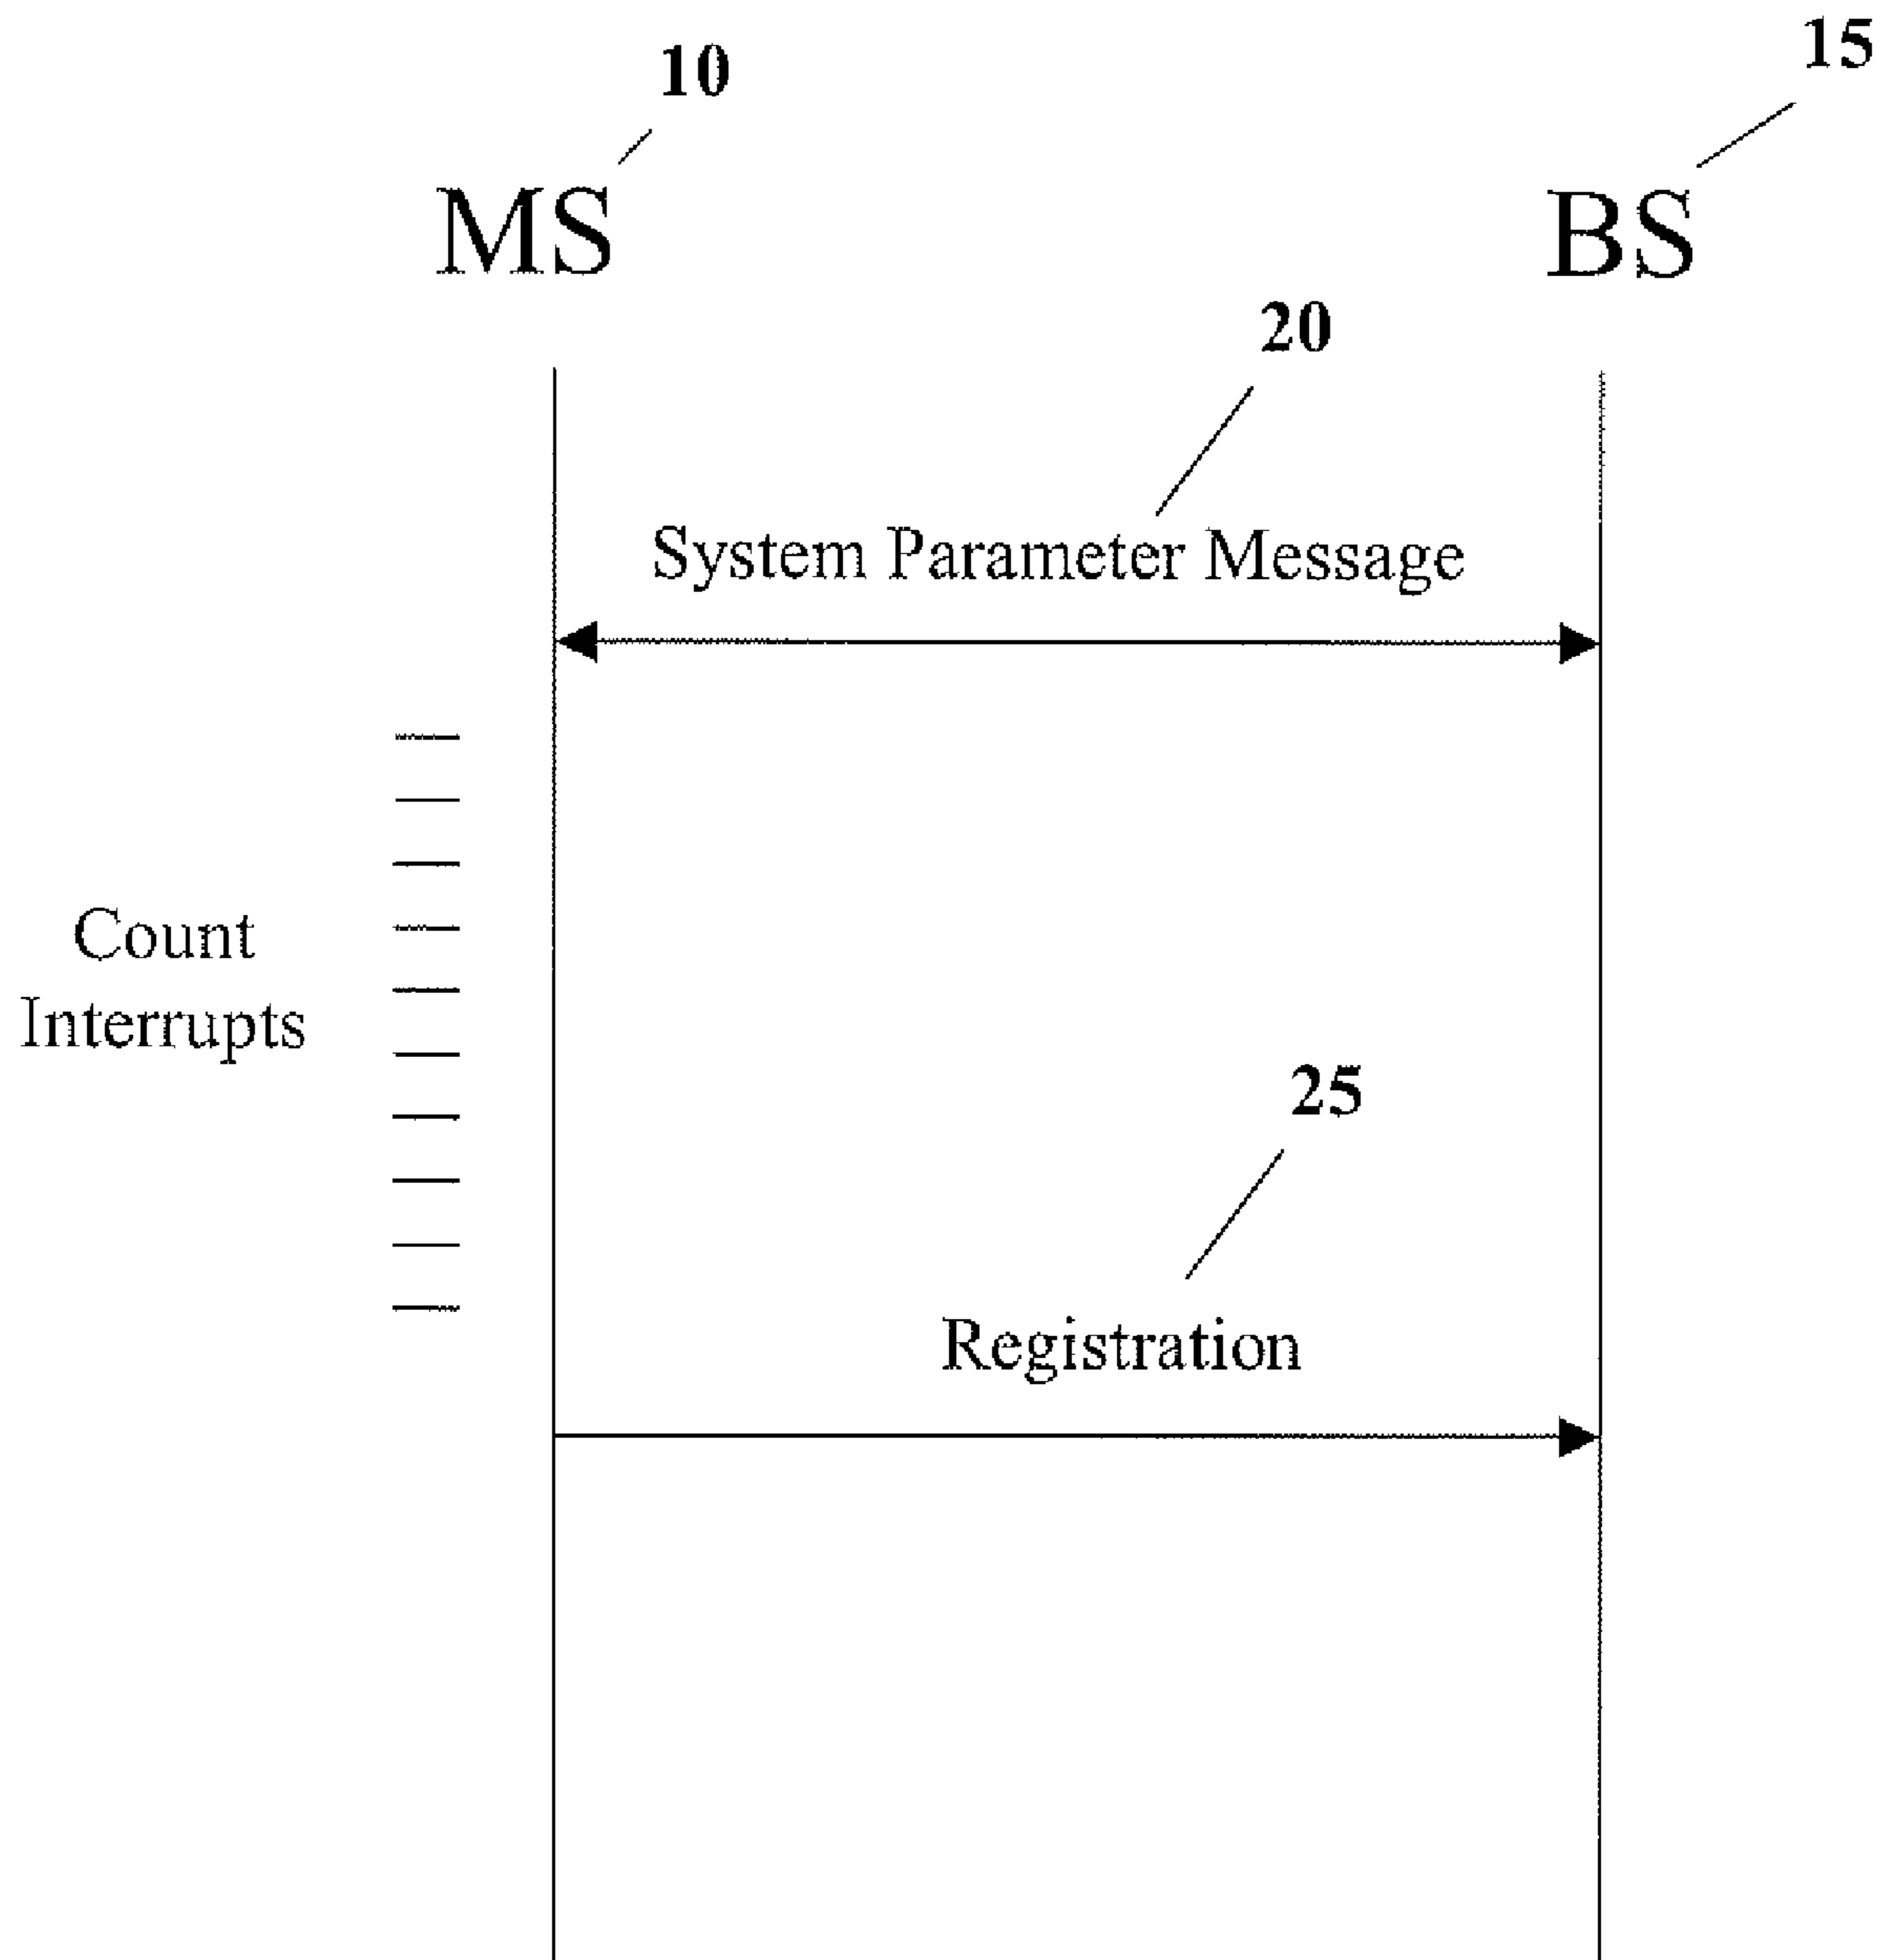 10
15
MS
BS
20
System Parameter Message
Count
Interrupts
25
Registration